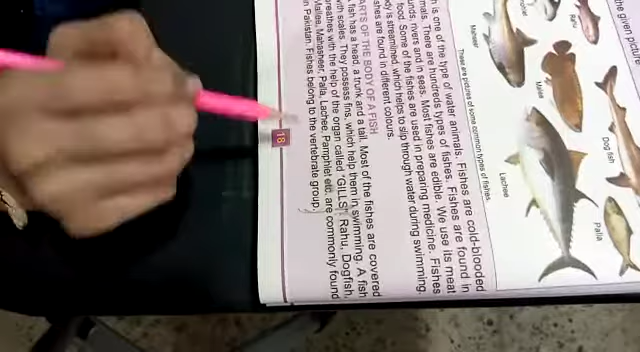 the given picture
Ranu
Mahseer
Mallee
Dog fish
Lachee
Palla
These are pictures of some common types of fishes
h is one of the type of water animals. Fishes are cold-blooded
mals. There are hundreds types of fishes. Fishes are found in
unds, rivers and in seas. Most fishes are edible. We use its meat
food. Some of the fishes are used in preparing medicine. Fishes
dy is streamlined, which helps to slip through water during swimming.
shes are found in different colours.
ARTS OF THE BODY OF A FISH
fish has a head, a trunk and a tail. Most of the fishes are covered
with scales. They possess fins, which help them in swimming. A fish
breathes with the help of the organ called 'GILLS'. Ranu, Dogfish,
Mallee, Mahasheer, Palla, Lachee, Pamphlet etc. are commonly found
n Pakistan. Fishes belong to the vertebrate group.
18